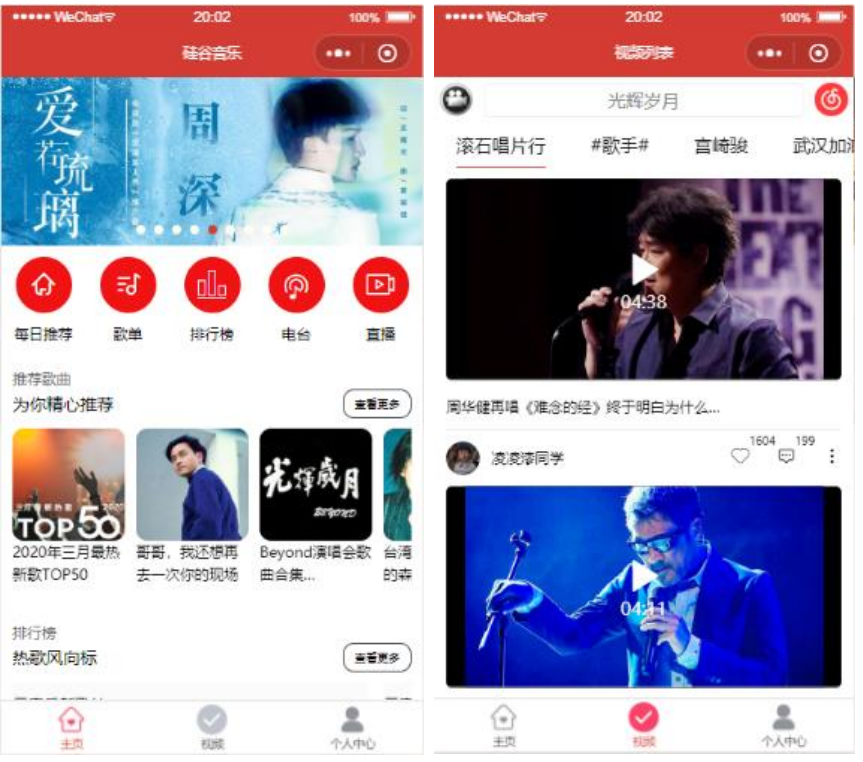 WeChat
20:02
100%
硅谷音乐
爱若琉璃
周深
每日推荐
歌单
排行榜
电台
直播
推荐歌曲
为你精心推荐
查看更多
TOP50
2020年三月最热
新歌TOP50
哥哥，我还想再
去一次你的现场
光輝歲月
BEYOND
Beyond演唱会歌
曲合集...
台湾
的森
排行榜
热歌风向标
查看更多
主页
视频
个人中心
WeChat
20:02
100%
视频列表
光辉岁月
滚石唱片行
#歌手#
宫崎骏
武汉加油
04:38
周华健再唱《难念的经》终于明白为什么...
凌凌漆同学
1604
199
04:11
主页
视频
个人中心